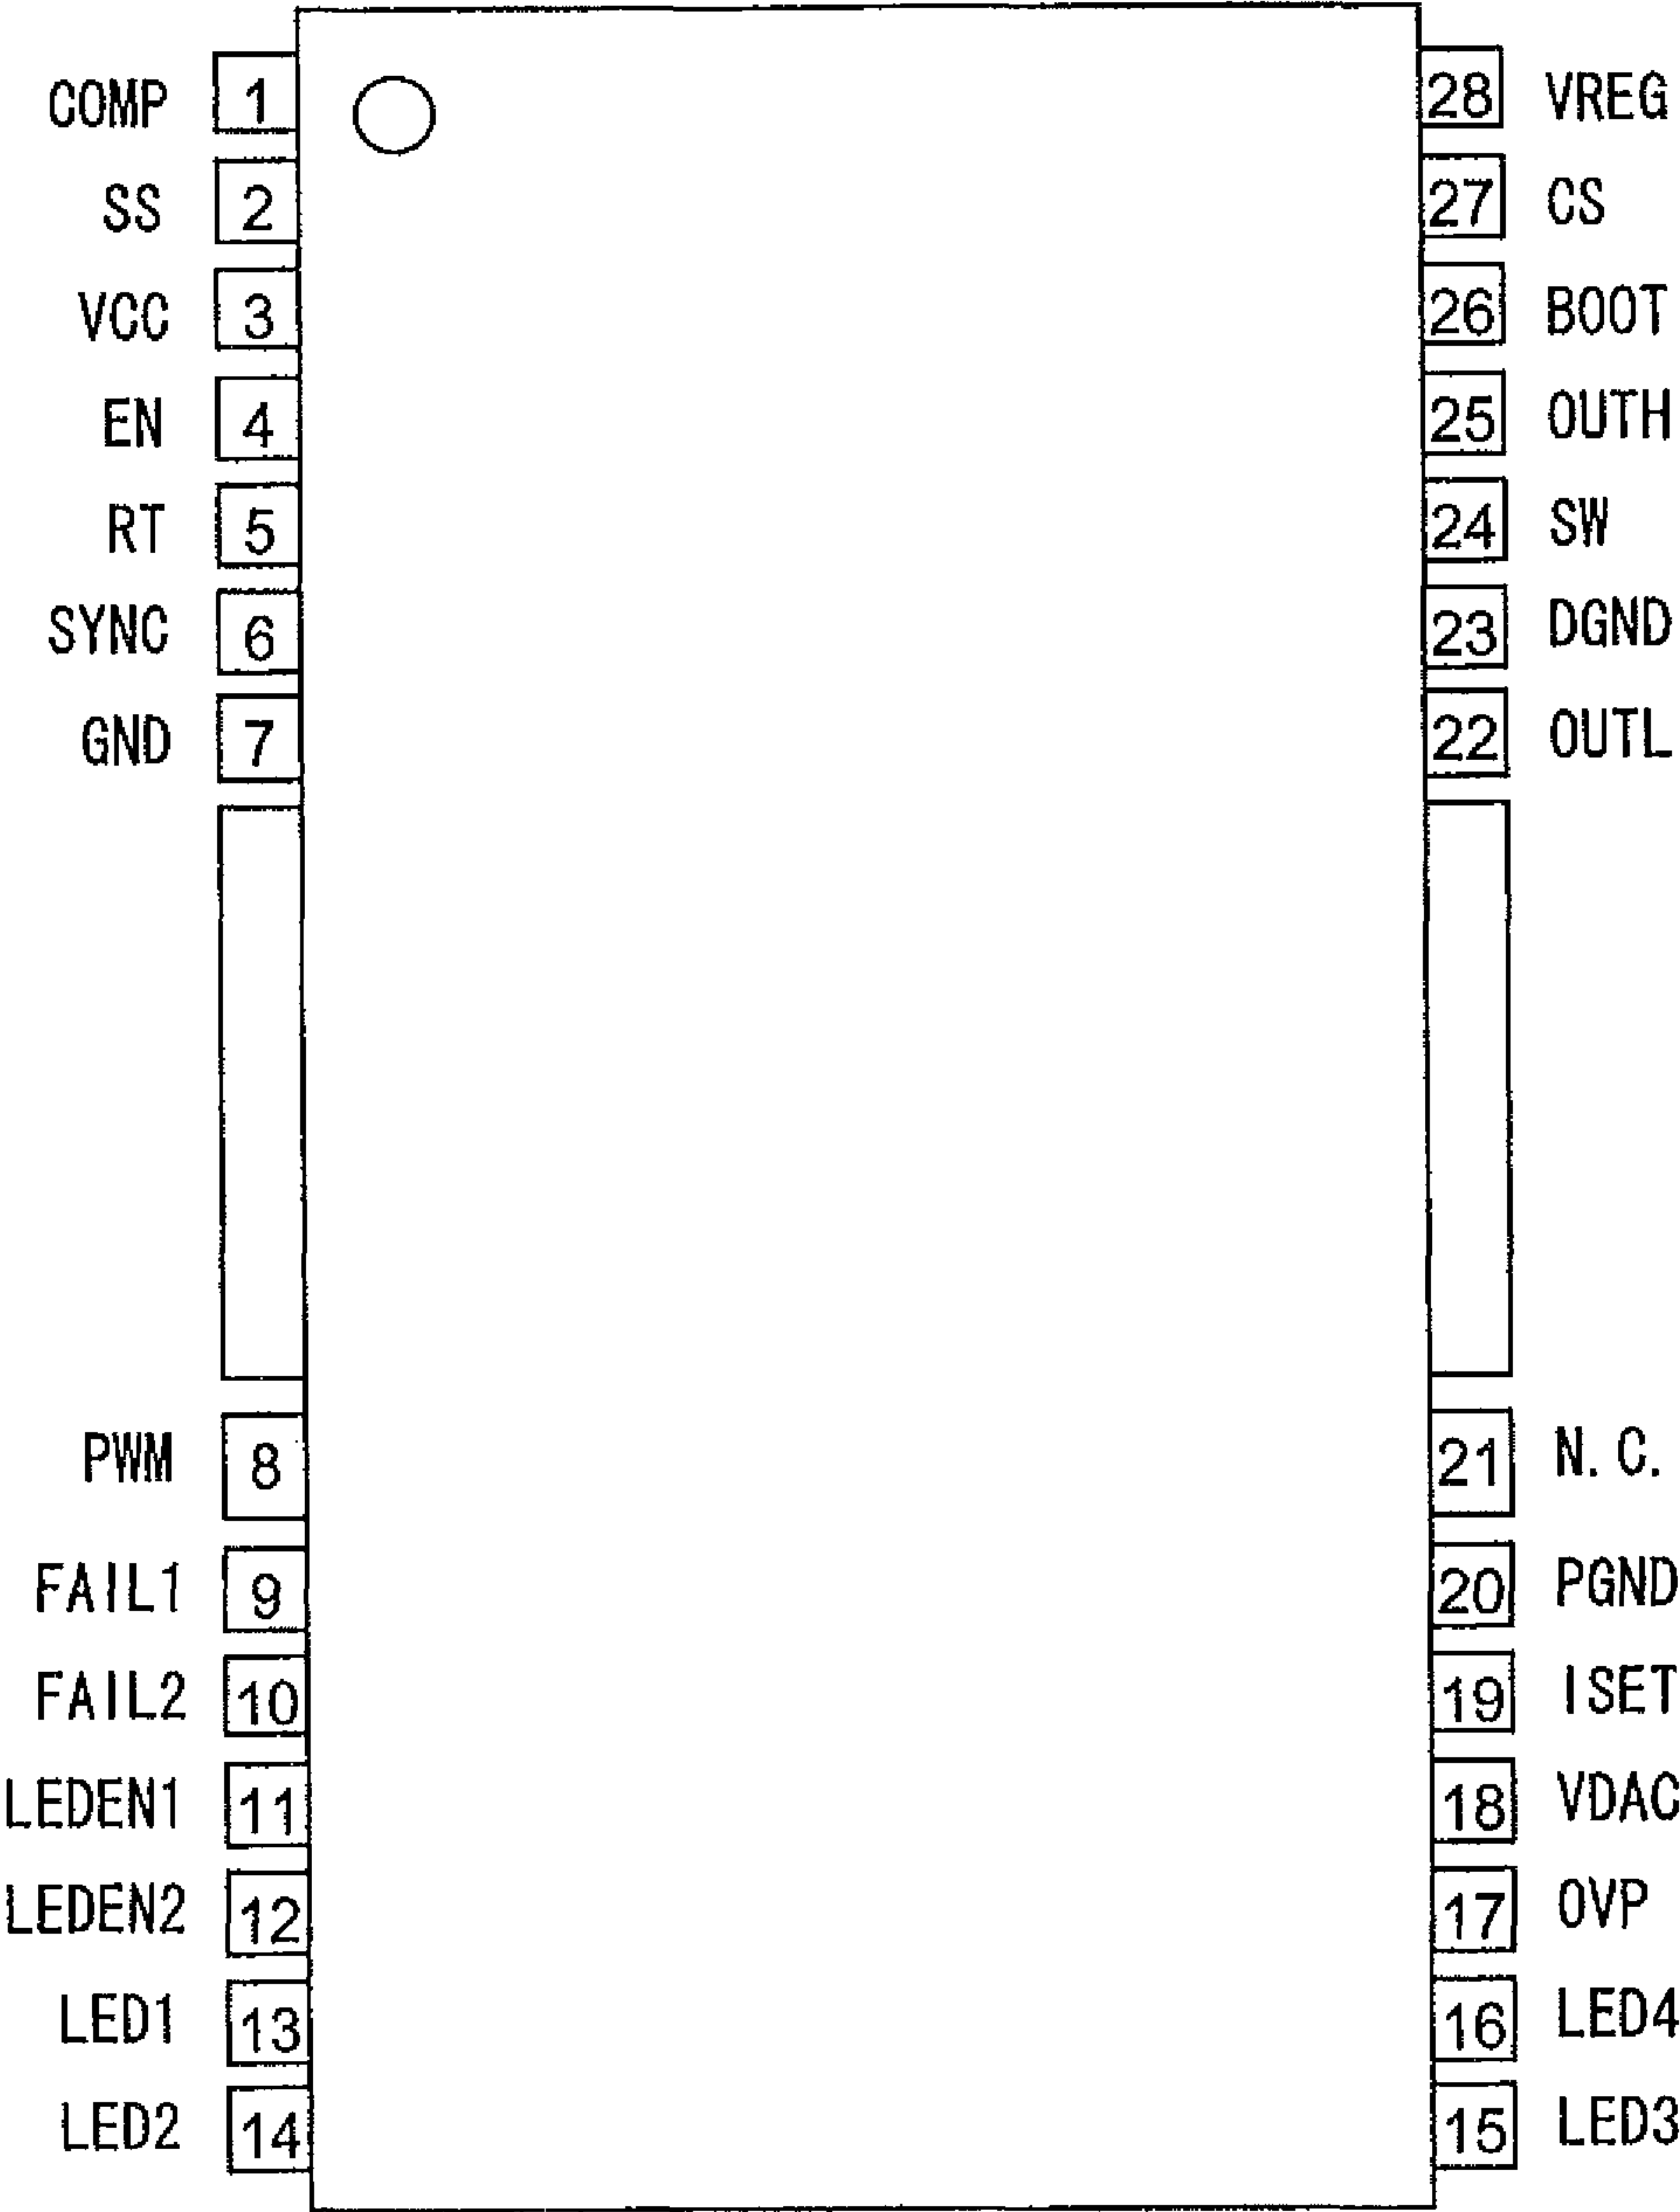 COMP 1 28 VREG
SS 2 27 CS
VCC 3 26 BOOT
EN 4 25 OUTH
RT 5 24 SW
SYNC 6 23 DGND
GND 7 22 OUTL
PWM 8 21 N.C.
FAIL1 9 20 PGND
FAIL2 10 19 ISET
LEDEN1 11 18 VDAC
LEDEN2 12 17 OVP
LED1 13 16 LED4
LED2 14 15 LED3